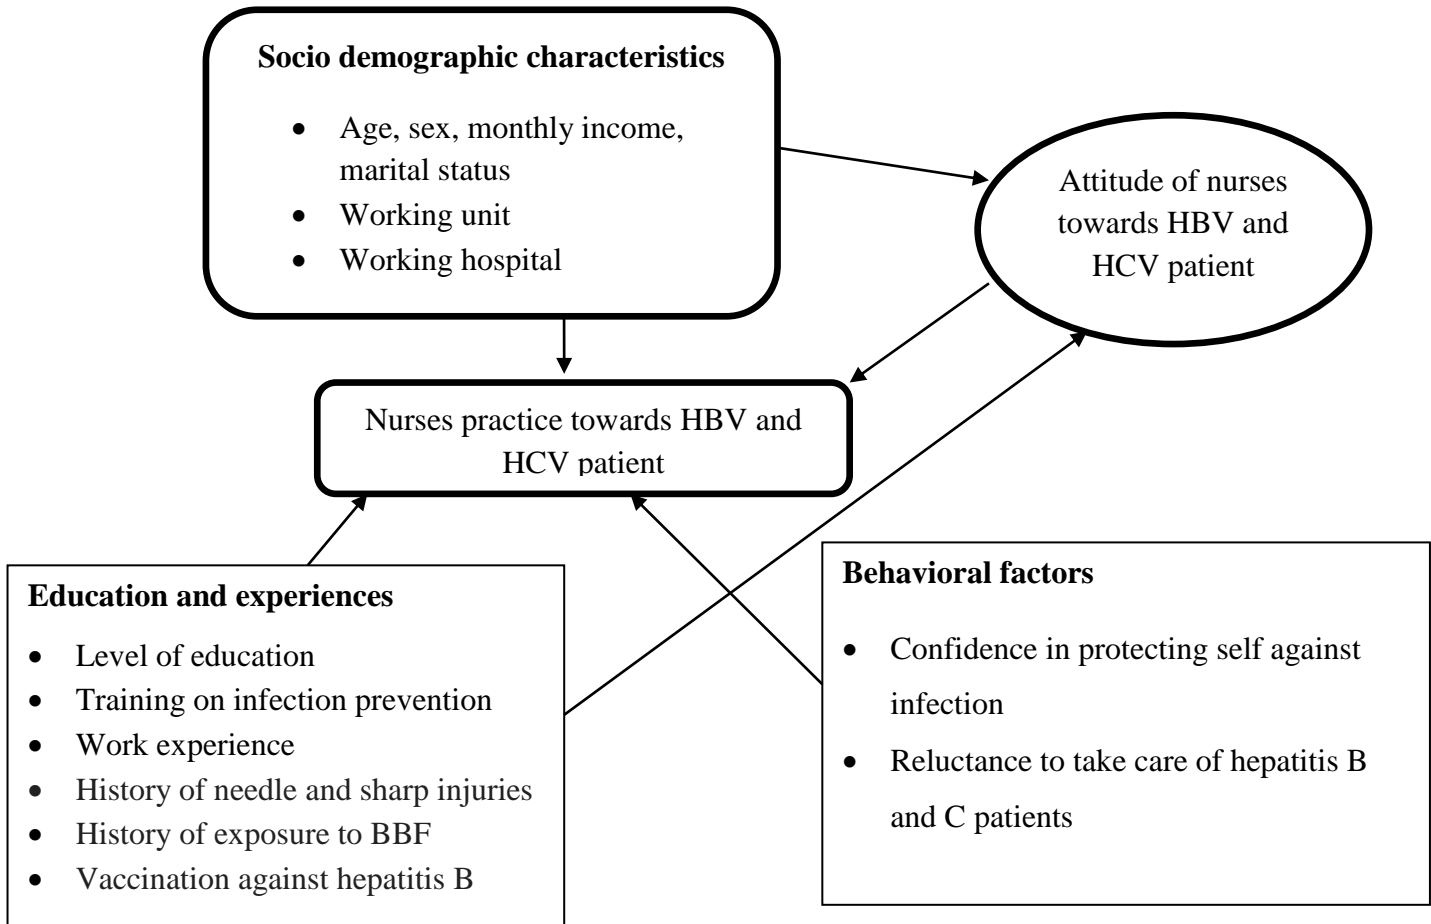 Socio demographic characteristics
• Age, sex, monthly income,
marital status
• Working unit
• Working hospital
Attitude of nurses
towards HBV and
HCV patient
Nurses practice towards HBV and
HCV patient
Education and experiences
• Level of education
• Training on infection prevention
• Work experience
• History of needle and sharp injuries
• History of exposure to BBF
• Vaccination against hepatitis B
Behavioral factors
• Confidence in protecting self against
infection
• Reluctance to take care of hepatitis B
and C patients